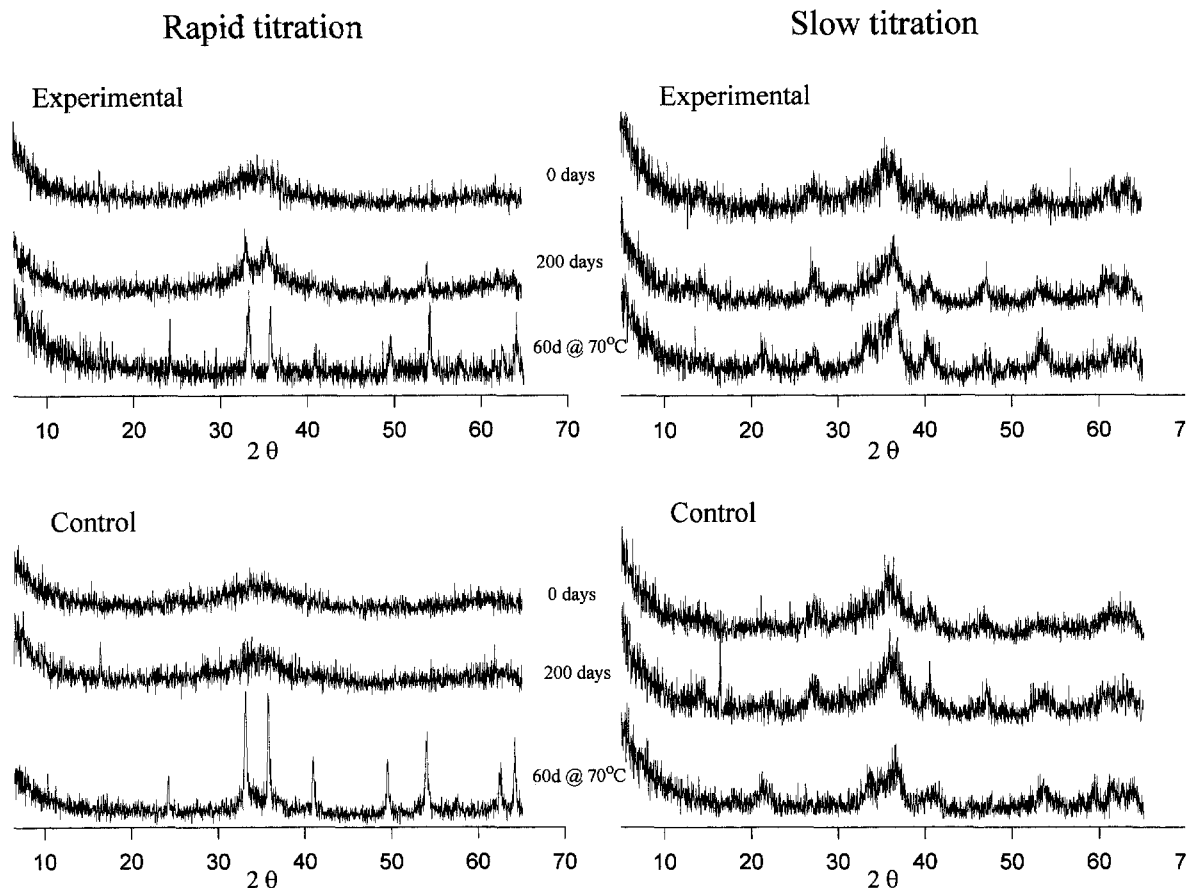 Rapid titration
Slow titration
Experimental
Experimental
0 days
200 days
60d @ 70°C
10 20 30 40 50 60 70
2 θ
10 20 30 40 50 60 7
2 θ
Control
Control
0 days
200 days
60d @ 70°C
10 20 30 40 50 60 70
2 θ
10 20 30 40 50 60 7
2 θ